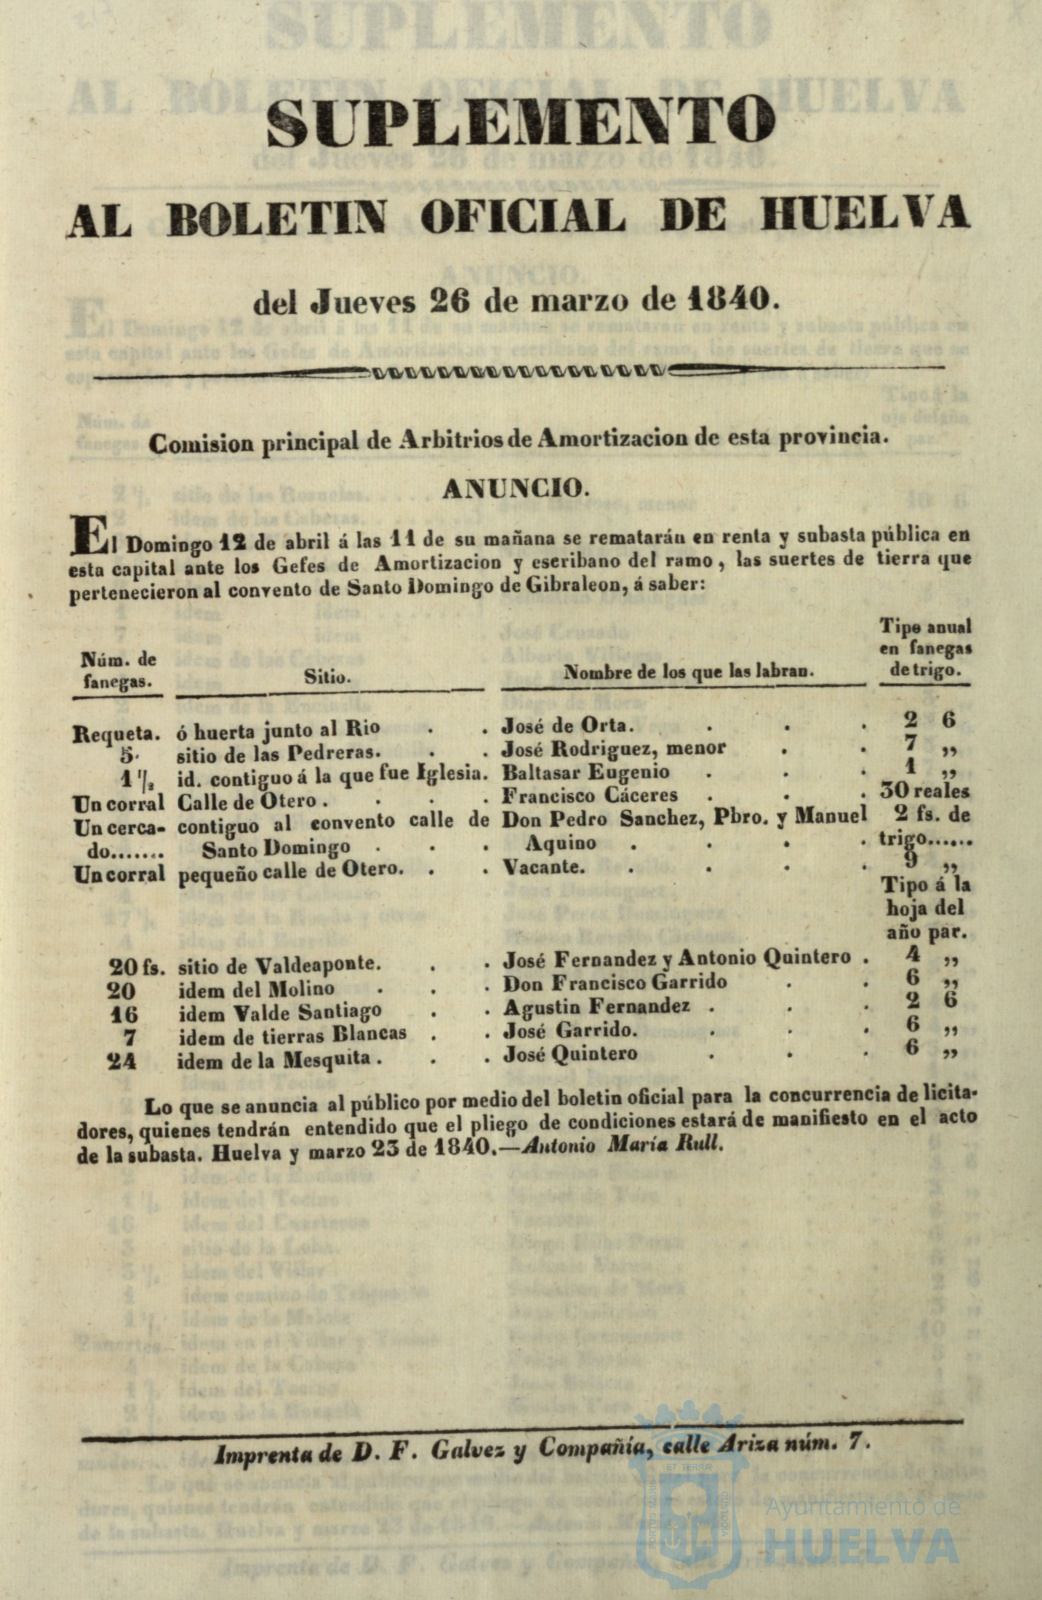 SUPLEMENTO
AL BOLETIN OFICIAL DE HUELVA
del Jueves 26 de marzo de 1840.
Comision principal de Arbitrios de Amortizacion de esta provincia.
ANUNCIO.
El Domingo 12 de abril á las 11 de su mañana se rematarán en renta y subasta pública en
esta capital ante los Gefes de Amortizacion y escribano del ramo, las suertes de tierra que
pertenecieron al convento de Santo Domingo de Gibraleon, á saber:
Núm. de fanegas. Sitio. Nombre de los que las labran. Tipo anual en fanegas de trigo.
Requeta. ó huerta junto al Rio . . José de Orta. . . . 2 6
5. sitio de las Pedreras. . . José Rodriguez, menor . . 7 „
1 1/2 id. contiguo á la que fue Iglesia. Baltasar Eugenio . . . 1 „
Un corral Calle de Otero . . . . Francisco Cáceres . . . 30 reales
Un cerca- contiguo al convento calle de Don Pedro Sanchez, Pbro. y Manuel 2 fs. de
do....... Santo Domingo . . . Aquino . . . . trigo......
Un corral pequeño calle de Otero. . . Vacante. . . . . 9 „
Tipo á la
hoja del
año par.
20 fs. sitio de Valdeaponte. . . José Fernandez y Antonio Quintero . 4 „
20 idem del Molino . . . Don Francisco Garrido . . 6 „
16 idem Valde Santiago . . Agustin Fernandez . . . 2 6
7 idem de tierras Blancas . . José Garrido. . . . 6 „
24 idem de la Mesquita . . . José Quintero . . . 6 „
Lo que se anuncia al público por medio del boletin oficial para la concurrencia de licita-
dores, quienes tendrán entendido que el pliego de condiciones estará de manifiesto en el acto
de la subasta. Huelva y marzo 23 de 1840.—Antonio María Rull.
Imprenta de D. F. Galvez y Compañía, calle Ariza núm. 7.
Ayuntamiento de
HUELVA